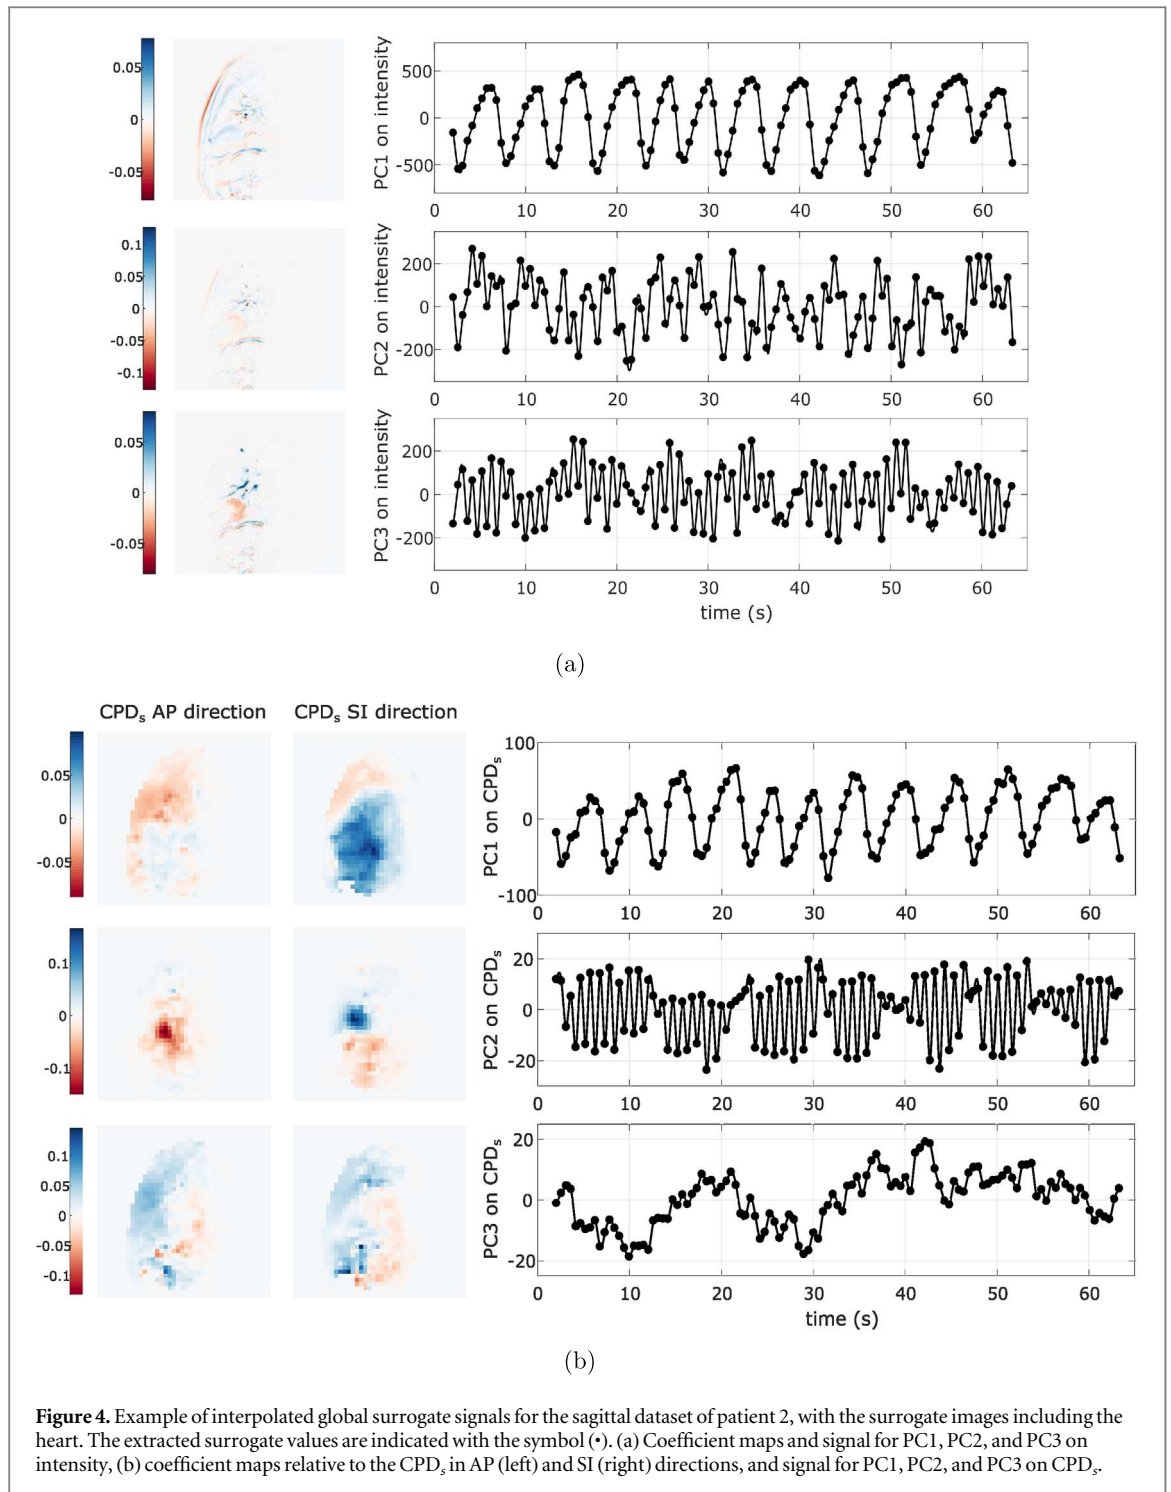 0.05
0
-0.05
PC1 on intensity
500
0
-500
0 10 20 30 40 50 60
0.1
0.05
0
-0.05
-0.1
PC2 on intensity
200
0
-200
0 10 20 30 40 50 60
0.05
0
-0.05
PC3 on intensity
200
0
-200
0 10 20 30 40 50 60
time (s)
(a)
CPDₛ AP direction CPDₛ SI direction
0.05
0
-0.05
PC1 on CPDₛ
100
0
-100
0 10 20 30 40 50 60
0.1
0
-0.1
PC2 on CPDₛ
20
0
-20
0 10 20 30 40 50 60
0.1
0.05
0
-0.05
-0.1
PC3 on CPDₛ
20
0
-20
0 10 20 30 40 50 60
time (s)
(b)
Figure 4. Example of interpolated global surrogate signals for the sagittal dataset of patient 2, with the surrogate images including the
heart. The extracted surrogate values are indicated with the symbol (•). (a) Coefficient maps and signal for PC1, PC2, and PC3 on
intensity, (b) coefficient maps relative to the CPDₛ in AP (left) and SI (right) directions, and signal for PC1, PC2, and PC3 on CPDₛ.